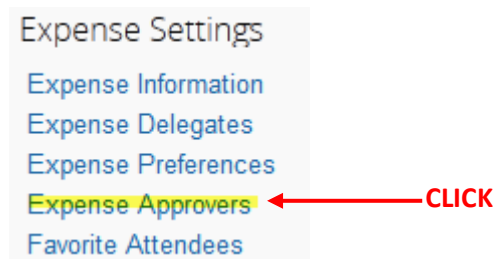 Expense Settings
Expense Information
Expense Delegates
Expense Preferences
Expense Approvers CLICK
Favorite Attendees